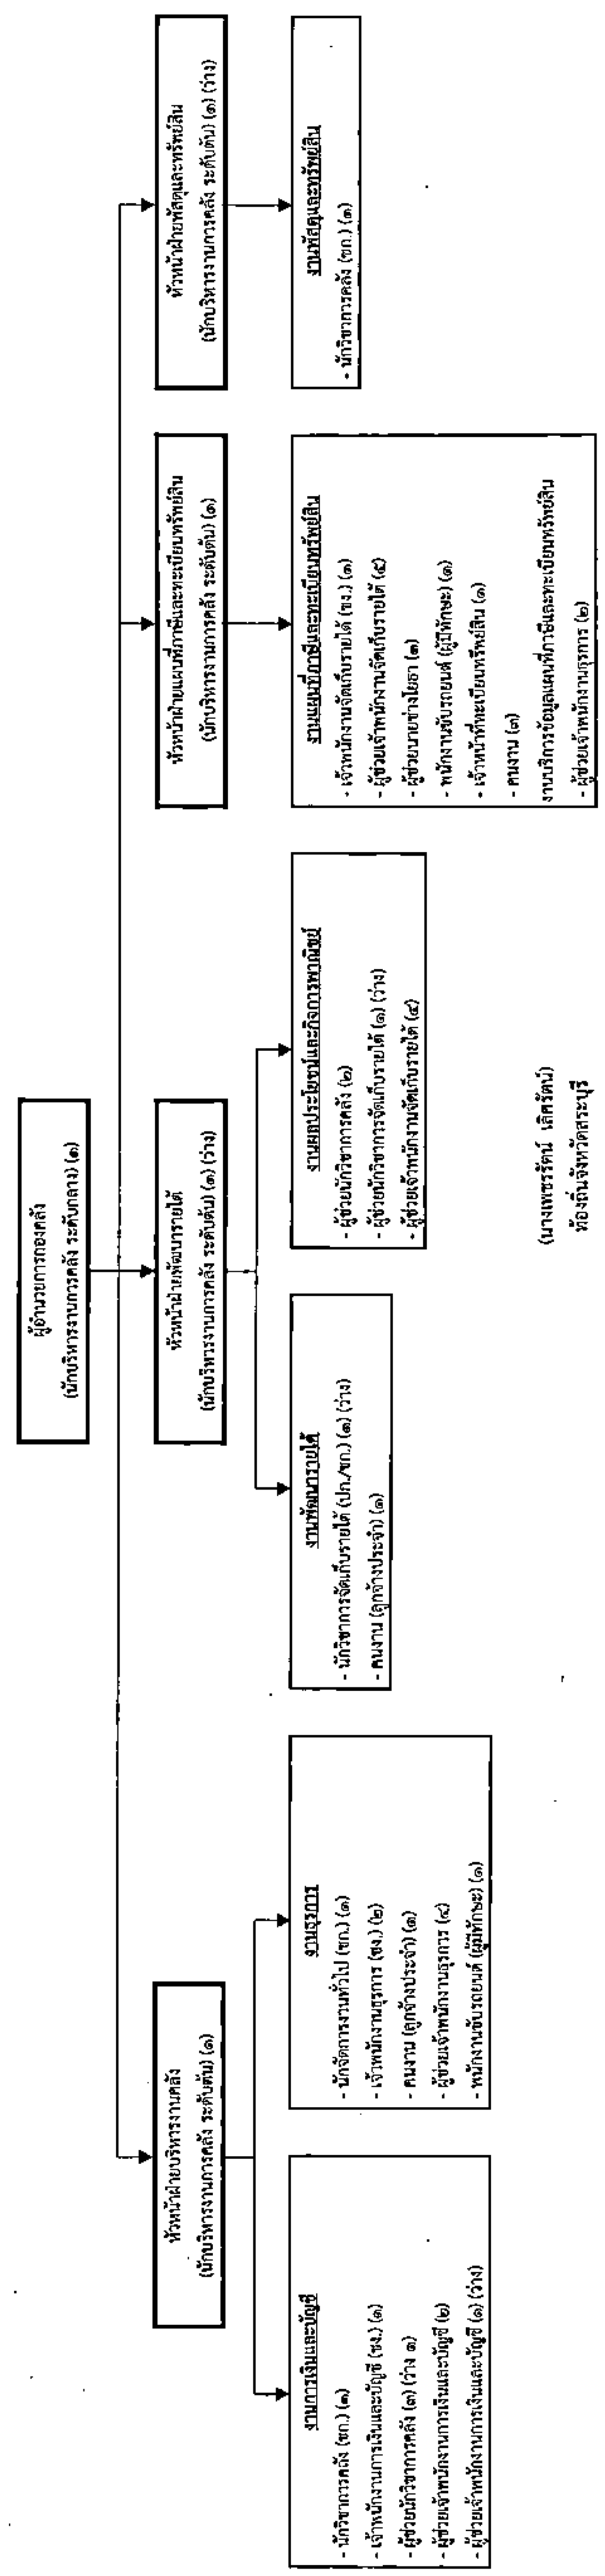 ผู้อำนวยการกองคลัง
(นักบริหารงานการคลัง ระดับกลาง) (๑)
หัวหน้าฝ่ายบริหารงานคลัง
(นักบริหารงานการคลัง ระดับต้น) (๑)
หัวหน้าฝ่ายพัฒนารายได้
(นักบริหารงานการคลัง ระดับต้น) (๑) (ว่าง)
หัวหน้าฝ่ายแผนที่ภาษีและทะเบียนทรัพย์สิน
(นักบริหารงานการคลัง ระดับต้น) (๑)
หัวหน้าฝ่ายพัสดุและทรัพย์สิน
(นักบริหารงานการคลัง ระดับต้น) (๑) (ว่าง)
งานการเงินและบัญชี
- นักวิชาการคลัง (ชก.) (๑)
- เจ้าพนักงานการเงินและบัญชี (ชง.) (๑)
- ผู้ช่วยนักวิชาการคลัง (๓) (ว่าง ๑)
- ผู้ช่วยเจ้าพนักงานการเงินและบัญชี (๒)
- ผู้ช่วยเจ้าพนักงานการเงินและบัญชี (๑) (ว่าง)
งานธุรการ
- นักจัดการงานทั่วไป (ชก.) (๑)
- เจ้าพนักงานธุรการ (ชง.) (๒)
- คนงาน (ลูกจ้างประจำ) (๑)
- ผู้ช่วยเจ้าพนักงานธุรการ (๔)
- พนักงานขับรถยนต์ (ผู้มีทักษะ) (๑)
งานพัฒนารายได้
- นักวิชาการจัดเก็บรายได้ (ปก./ชก.) (๑) (ว่าง)
- คนงาน (ลูกจ้างประจำ) (๑)
งานผลประโยชน์และกิจการพาณิชย์
- ผู้ช่วยนักวิชาการคลัง (๒)
- ผู้ช่วยนักวิชาการจัดเก็บรายได้ (๑) (ว่าง)
- ผู้ช่วยเจ้าพนักงานจัดเก็บรายได้ (๔)
งานแผนที่ภาษีและทะเบียนทรัพย์สิน
- เจ้าพนักงานจัดเก็บรายได้ (ชง.) (๑)
- ผู้ช่วยเจ้าพนักงานจัดเก็บรายได้ (๕)
- ผู้ช่วยนายช่างโยธา (๑)
- พนักงานขับรถยนต์ (ผู้มีทักษะ) (๑)
- เจ้าหน้าที่ทะเบียนทรัพย์สิน (๑)
- คนงาน (๓)
งานบริการข้อมูลแผนที่ภาษีและทะเบียนทรัพย์สิน
- ผู้ช่วยเจ้าพนักงานธุรการ (๒)
งานพัสดุและทรัพย์สิน
- นักวิชาการคลัง (ชก.) (๑)
(นางเพชรรัตน์ เลิศรัตน์)
ท้องถิ่นจังหวัดสระบุรี